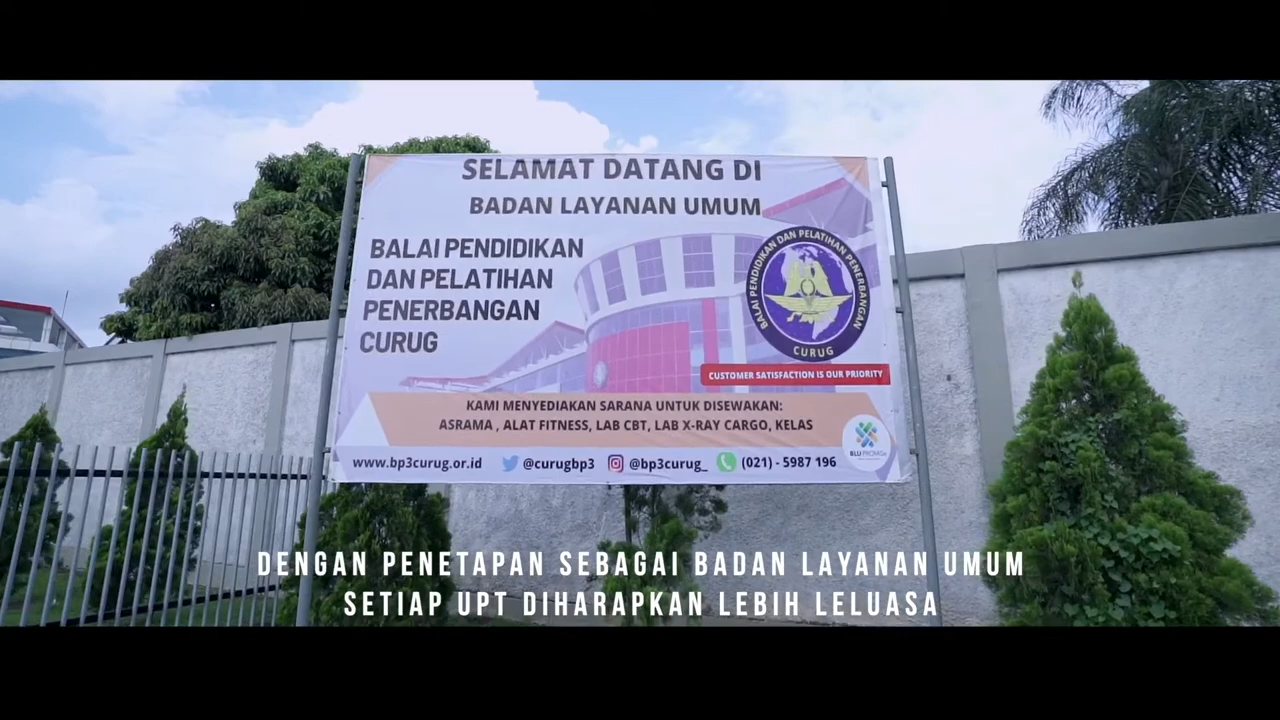 SELAMAT DATANG DI
BADAN LAYANAN UMUM
BALAI PENDIDIKAN
DAN PELATIHAN
PENERBANGAN
CURUG
BALAI PENDIDIKAN DAN PELATIHAN PENERBANGAN
CURUG
CUSTOMER SATISFACTION IS OUR PRIORITY
KAMI MENYEDIAKAN SARANA UNTUK DISEWAKAN:
ASRAMA , ALAT FITNESS, LAB CBT, LAB X-RAY CARGO, KELAS
www.bp3curug.or.id @curugbp3 @bp3curug_ (021) - 5987 196
DENGAN PENETAPAN SEBAGAI BADAN LAYANAN UMUM
SETIAP UPT DIHARAPKAN LEBIH LELUASA